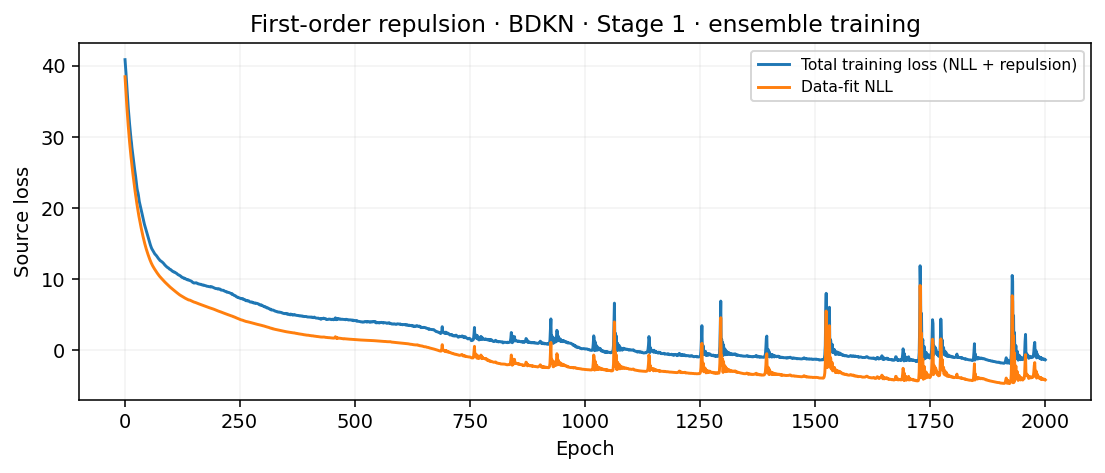 First-order repulsion · BDKN · Stage 1 · ensemble training
Total training loss (NLL + repulsion)
Data-fit NLL
Source loss
40
30
20
10
0
0 250 500 750 1000 1250 1500 1750 2000
Epoch